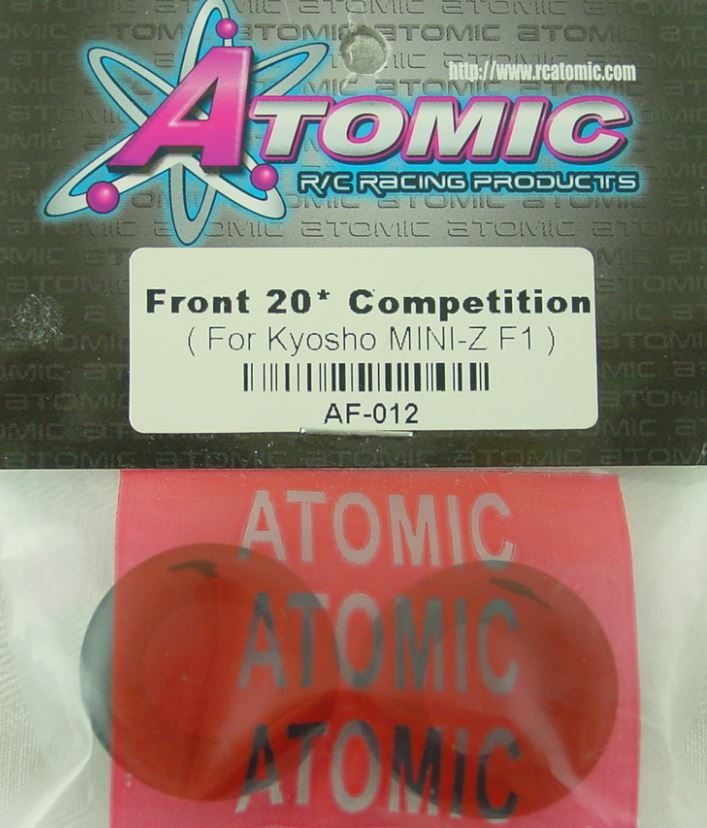 http://www.rcatomic.com
ATOMIC
R/C RACING PRODUCTS
Front 20* Competition
( For Kyosho MINI-Z F1 )
AF-012
ATOMIC
ATOMIC
ATOMIC